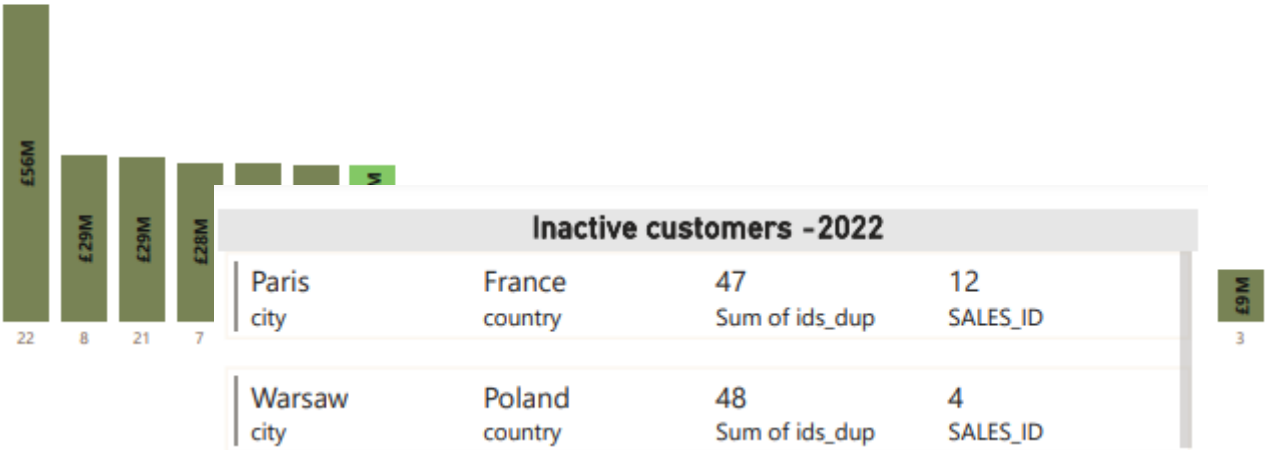 £56M
£29M
£29M
£28M
M
£9M
22 8 21 7 3
Inactive customers -2022
Paris France 47 12
city country Sum of ids_dup SALES_ID
Warsaw Poland 48 4
city country Sum of ids_dup SALES_ID